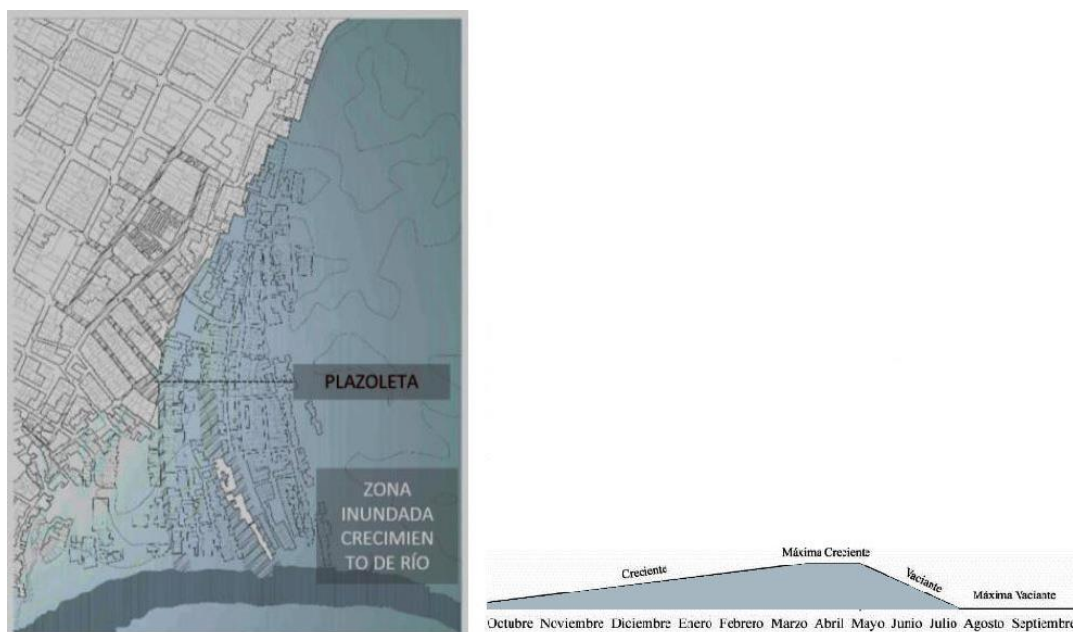 PLAZOLETA
ZONA
INUNDADA
CRECIMIEN
TO DE RÍO
Máxima Creciente
Creciente
Vaciante
Máxima Vaciante
Octubre Noviembre Diciembre Enero Febrero Marzo Abril Mayo Junio Julio Agosto Septiembre